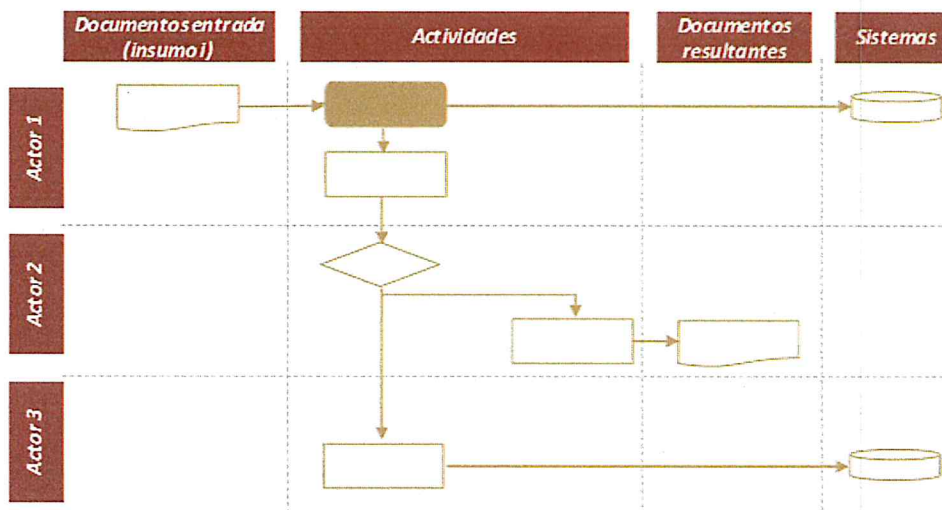 Documentos entrada
(insumo i)
Actividades
Documentos
resultantes
Sistemas
Actor 1
Actor 2
Actor 3